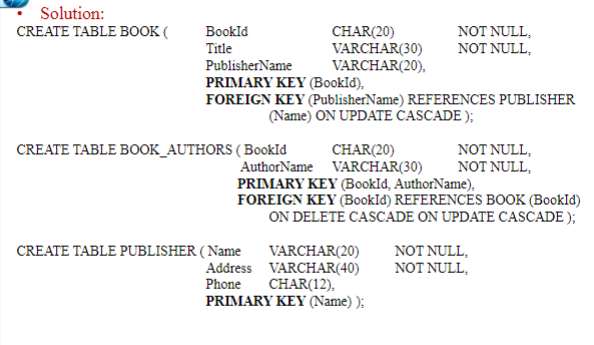 • Solution:
CREATE TABLE BOOK ( BookId CHAR(20) NOT NULL,
Title VARCHAR(30) NOT NULL,
PublisherName VARCHAR(20),
PRIMARY KEY (BookId),
FOREIGN KEY (PublisherName) REFERENCES PUBLISHER
(Name) ON UPDATE CASCADE );
CREATE TABLE BOOK_AUTHORS ( BookId CHAR(20) NOT NULL,
AuthorName VARCHAR(30) NOT NULL,
PRIMARY KEY (BookId, AuthorName),
FOREIGN KEY (BookId) REFERENCES BOOK (BookId)
ON DELETE CASCADE ON UPDATE CASCADE );
CREATE TABLE PUBLISHER ( Name VARCHAR(20) NOT NULL,
Address VARCHAR(40) NOT NULL,
Phone CHAR(12),
PRIMARY KEY (Name) );